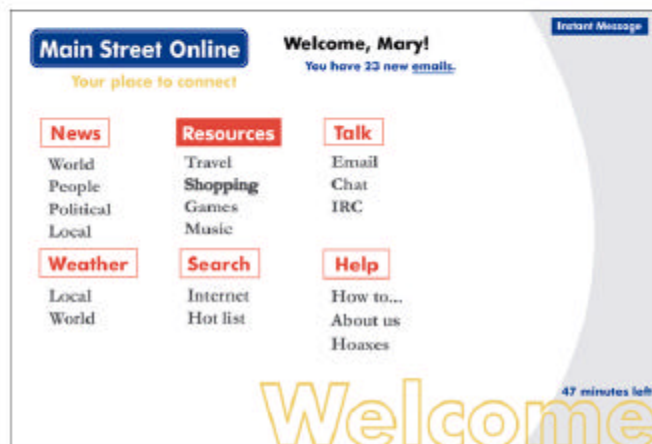 Instant Message
Main Street Online
Welcome, Mary!
You have 23 new emails.
Your place to connect
News
World
People
Political
Local
Resources
Travel
Shopping
Games
Music
Talk
Email
Chat
IRC
Weather
Local
World
Search
Internet
Hot list
Help
How to...
About us
Hoaxes
47 minutes left
Welcome